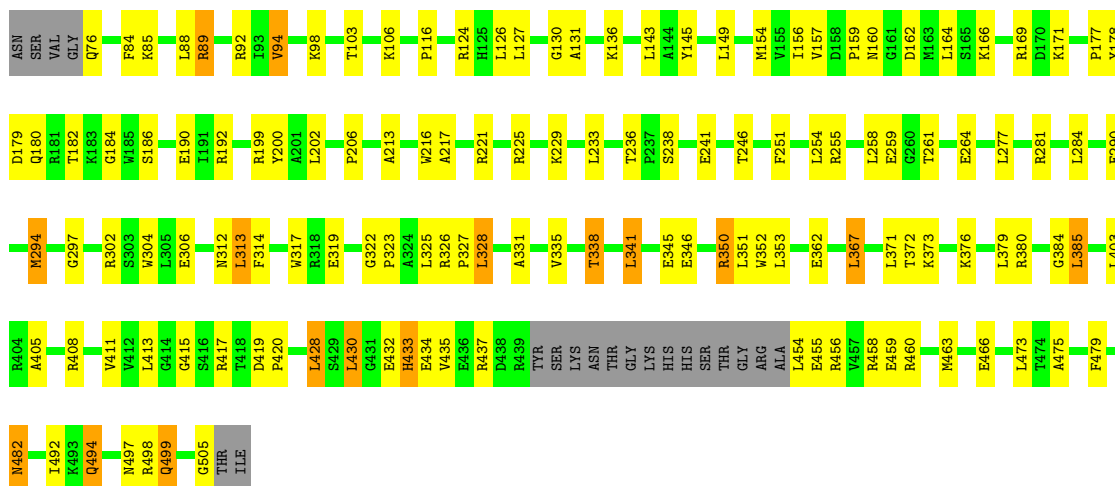 ASN SER VAL GLY Q76 F84 K85 L88 R89 R92 I93 V94 K98 T103 K106 P116 R124 H125 L126 L127 G130 A131 K136 L143 A144 Y145 L149 M154 V155 I156 V157 D158 P159 N160 G161 D162 M163 L164 S165 K166 R169 D170 K171 P177 Y178
D179 Q180 R181 T182 K183 G184 W185 S186 E190 I191 R192 R199 Y200 A201 L202 P206 A213 W216 A217 R221 R225 K229 L233 T236 P237 S238 E241 T246 F251 L254 R255 L258 E259 G260 T261 E264 L277 R281 L284
M294 G297 R302 S303 W304 L305 E306 N312 L313 F314 W317 R318 E319 G322 P323 A324 L325 R326 P327 L328 A331 V335 T338 L341 E345 E346 R350 L351 W352 L353 E362 L367 L371 T372 K373 K376 L379 R380 G384 L385 L403
R404 A405 R408 V411 V412 L413 G414 G415 S416 R417 T418 D419 P420 L428 S429 L430 G431 E432 H433 E434 V435 E436 R437 D438 R439 TYR SER LYS ASN THR GLY LYS HIS HIS SER THR GLY ARG ALA L454 E455 R456 V457 R458 E459 R460 M463 E466 L473 T474 A475 F479
N482 I492 K493 Q494 N497 R498 Q499 G505 THR ILE